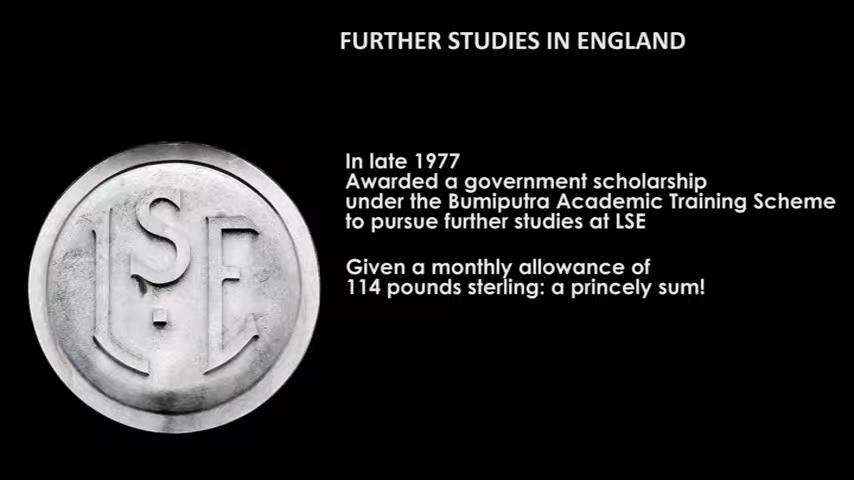 FURTHER STUDIES IN ENGLAND
In late 1977
Awarded a government scholarship
under the Bumiputra Academic Training Scheme
to pursue further studies at LSE
Given a monthly allowance of
114 pounds sterling: a princely sum!
LSE